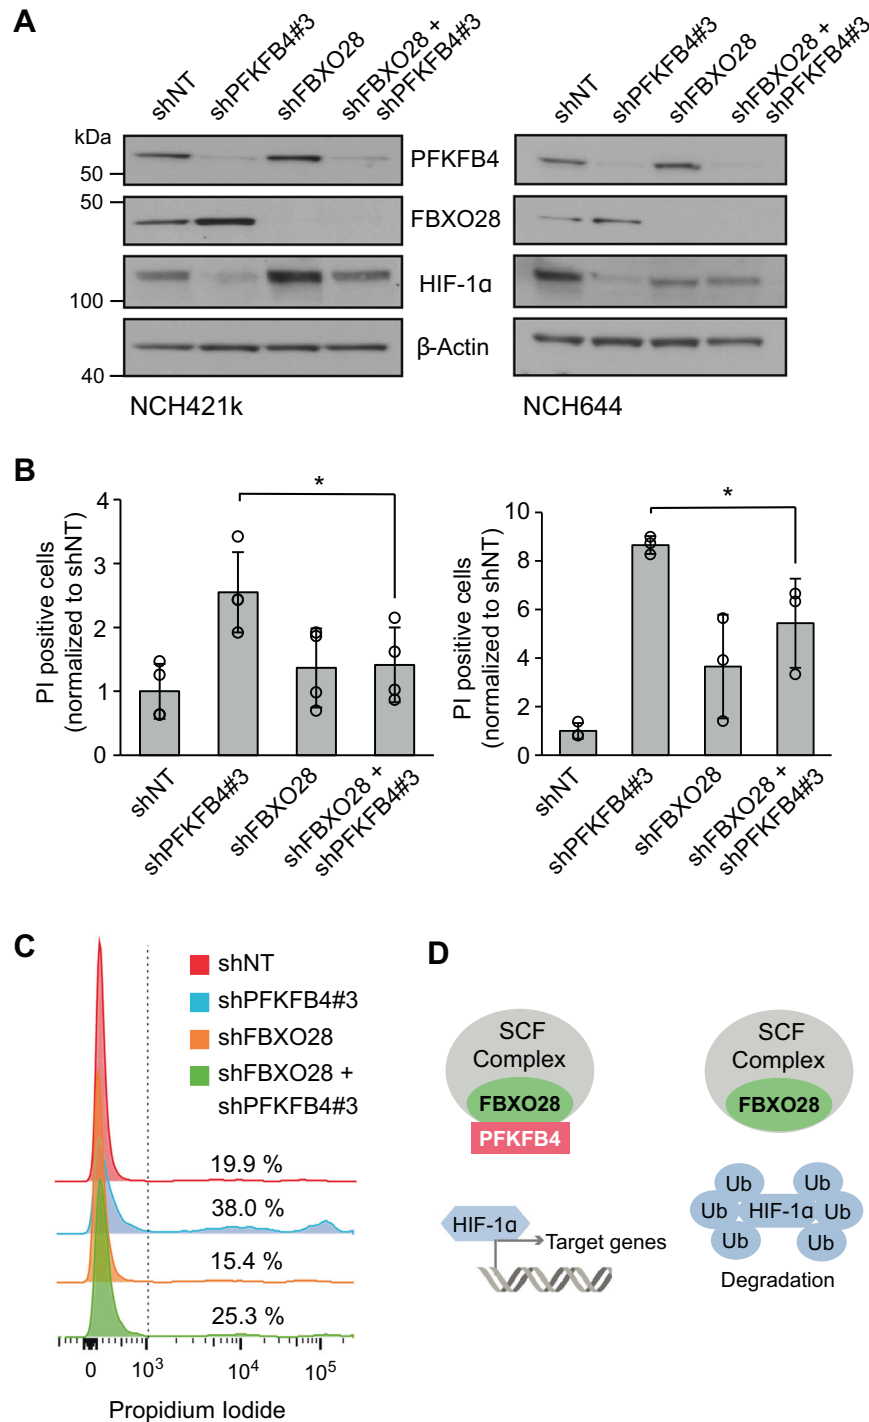 A
shNT
shPFKFB4#3
shFBXO28
shFBXO28 +
shPFKFB4#3
shNT
shPFKFB4#3
shFBXO28
shFBXO28 +
shPFKFB4#3
kDa
50
PFKFB4
50
FBXO28
HIF-1α
100
β-Actin
40
NCH421k
NCH644
B
PI positive cells
(normalized to shNT)
4
3
2
1
0
*
shNT
shPFKFB4#3
shFBXO28
shFBXO28 +
shPFKFB4#3
PI positive cells
(normalized to shNT)
10
8
6
4
2
0
*
shNT
shPFKFB4#3
shFBXO28
shFBXO28 +
shPFKFB4#3
C
shNT
shPFKFB4#3
shFBXO28
shFBXO28 +
shPFKFB4#3
19.9 %
38.0 %
15.4 %
25.3 %
0 10³ 10⁴ 10⁵
Propidium Iodide
D
SCF
Complex
FBXO28
PFKFB4
HIF-1α
Target genes
SCF
Complex
FBXO28
Ub Ub
Ub HIF-1α Ub
Ub Ub
Degradation